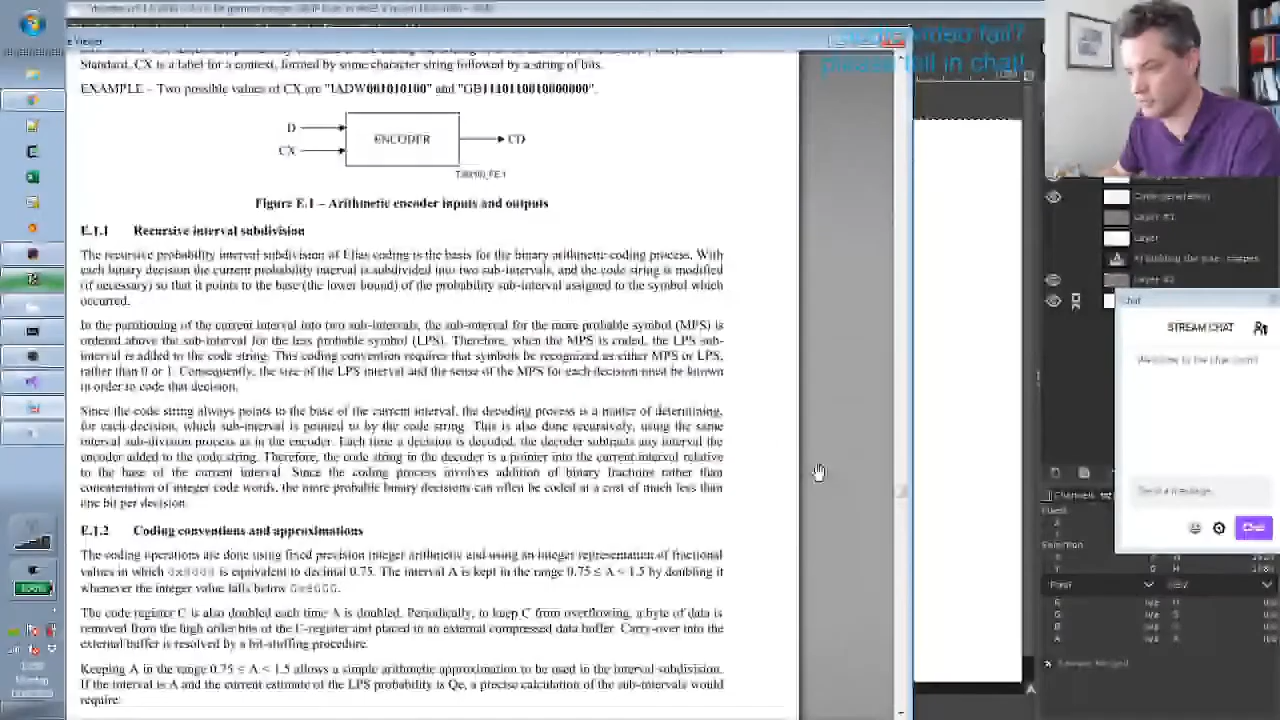 Viewer
Standard, CX is a label for a context, formed by some character string followed by a string of bits.
EXAMPLE – Two possible values of CX are "IADW001010100" and "GB1110110010000000".
D
CX
ENCODER
CD
Figure E.1 – Arithmetic encoder inputs and outputs
E.1.1 Recursive interval subdivision
The recursive probability interval subdivision of Elias coding is the basis for the binary arithmetic coding process. With
each binary decision the current probability interval is subdivided into two sub-intervals, and the code string is modified
(if necessary) so that it points to the base (the lower bound) of the probability sub-interval assigned to the symbol which
occurred.
In the partitioning of the current interval into two sub-intervals, the sub-interval for the more probable symbol (MPS) is
ordered above the sub-interval for the less probable symbol (LPS). Therefore, when the MPS is coded, the LPS sub-
interval is added to the code string. This coding convention requires that symbols be recognized as either MPS or LPS,
rather than 0 or 1. Consequently, the size of the LPS interval and the sense of the MPS for each decision must be known
in order to code that decision.
Since the code string always points to the base of the current interval, the decoding process is a matter of determining,
for each decision, which sub-interval is pointed to by the code string. This is also done recursively, using the same
interval sub-division process as in the encoder. Each time a decision is decoded, the decoder subtracts any interval the
encoder added to the code string. Therefore, the code string in the decoder is a pointer into the current interval relative
to the base of the current interval. Since the coding process involves addition of binary fractions rather than
concatenation of integer code words, the more probable binary decisions can often be coded at a cost of much less than
one bit per decision.
E.1.2 Coding conventions and approximations
The coding operations are done using fixed precision integer arithmetic and using an integer representation of fractional
values in which 0x8000 is equivalent to decimal 0.75. The interval A is kept in the range 0.75 ≤ A < 1.5 by doubling it
whenever the integer value falls below 0x8000.
The code register C is also doubled each time A is doubled. Periodically, to keep C from overflowing, a byte of data is
removed from the high order bits of the C-register and placed in an external compressed data buffer. Carry-over into the
external buffer is resolved by a bit-stuffing procedure.
Keeping A in the range 0.75 ≤ A < 1.5 allows a simple arithmetic approximation to be used in the interval subdivision.
If the interval is A and the current estimate of the LPS probability is Qe, a precise calculation of the sub-intervals would
require:
video fail?
please tell in chat!
Layer #1
Layer
Layer #2
Chat
STREAM CHAT
Welcome to the chat room!
Send a message
Chat
Channels
Selection
Pixel
HSV